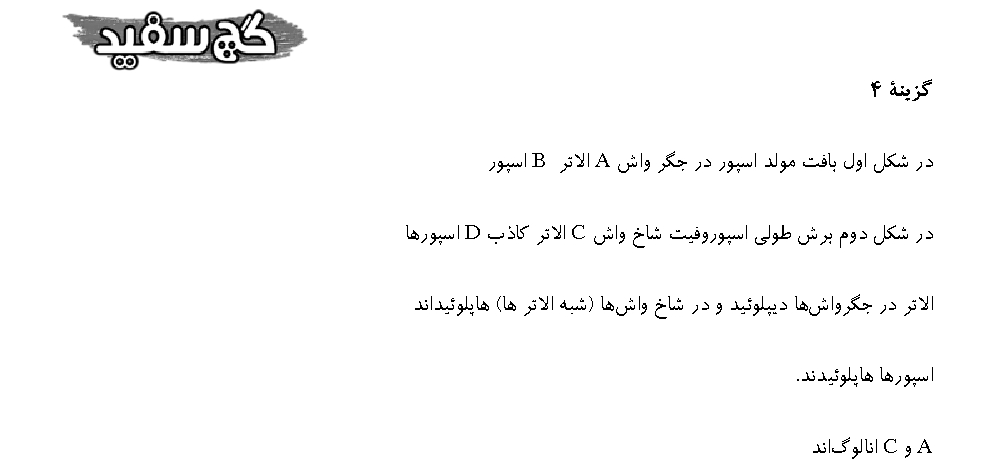 گچ سفید
گزینهٔ ۴
در شکل اول بافت مولد اسپور در جگر واش A الاتر B اسپور
در شکل دوم برش طولی اسپوروفیت شاخ واش C الاتر کاذب D اسپورها
الاتر در جگرواش‌ها دیپلوئید و در شاخ واش‌ها (شبه الاتر ها) هاپلوئیداند
اسپورها هاپلوئیدند.
A و C انالوگ‌اند